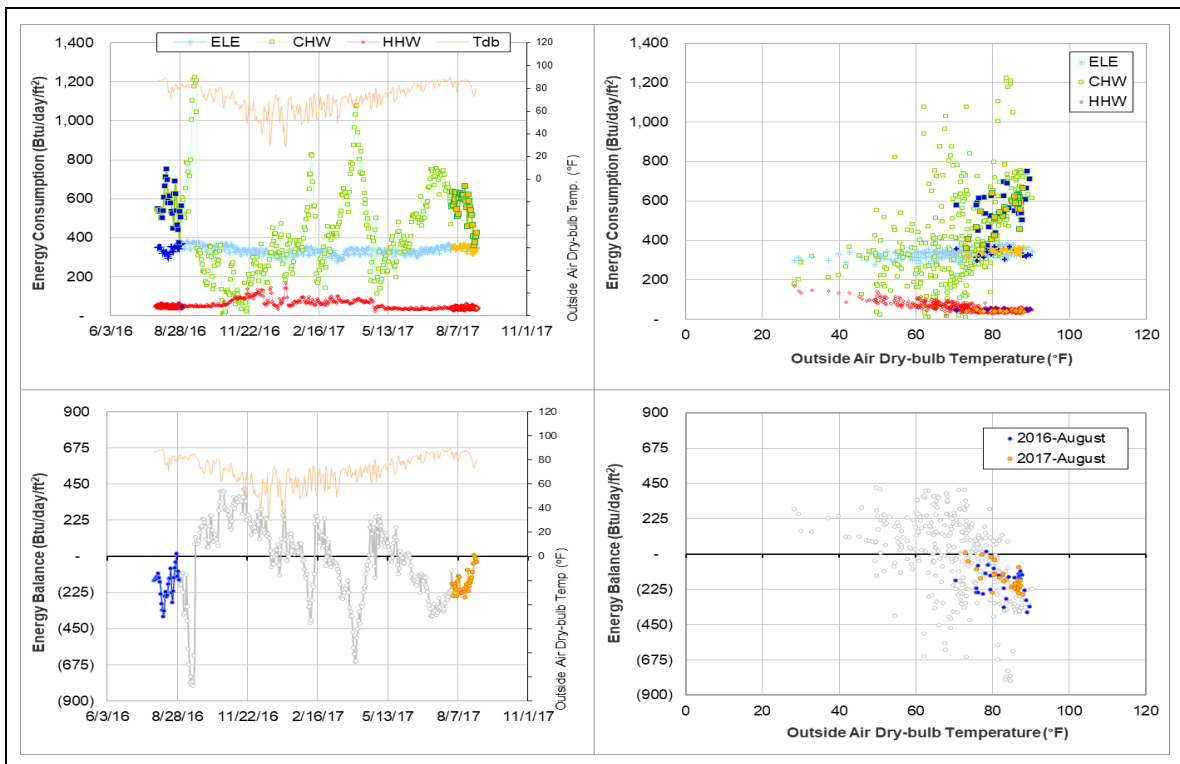 ELE CHW HHW Tdb
1,400
1,200
1,000
800
600
400
200
-
Energy Consumption (Btu/day/ft²)
120
100
80
60
40
20
0
Outside Air Dry-bulb Temp. (°F)
6/3/16 8/28/16 11/22/16 2/16/17 5/13/17 8/7/17 11/1/17
1,400
1,200
1,000
800
600
400
200
-
Energy Consumption (Btu/day/ft²)
ELE
CHW
HHW
0 20 40 60 80 100 120
Outside Air Dry-bulb Temperature (°F)
900
675
450
225
-
(225)
(450)
(675)
(900)
Energy Balance (Btu/day/ft²)
120
100
80
60
40
20
0
Outside Air Dry-bulb Temp (°F)
6/3/16 8/28/16 11/22/16 2/16/17 5/13/17 8/7/17 11/1/17
900
675
450
225
-
(225)
(450)
(675)
(900)
Energy Balance (Btu/day/ft²)
2016-August
2017-August
0 20 40 60 80 100 120
Outside Air Dry-bulb Temperature (°F)